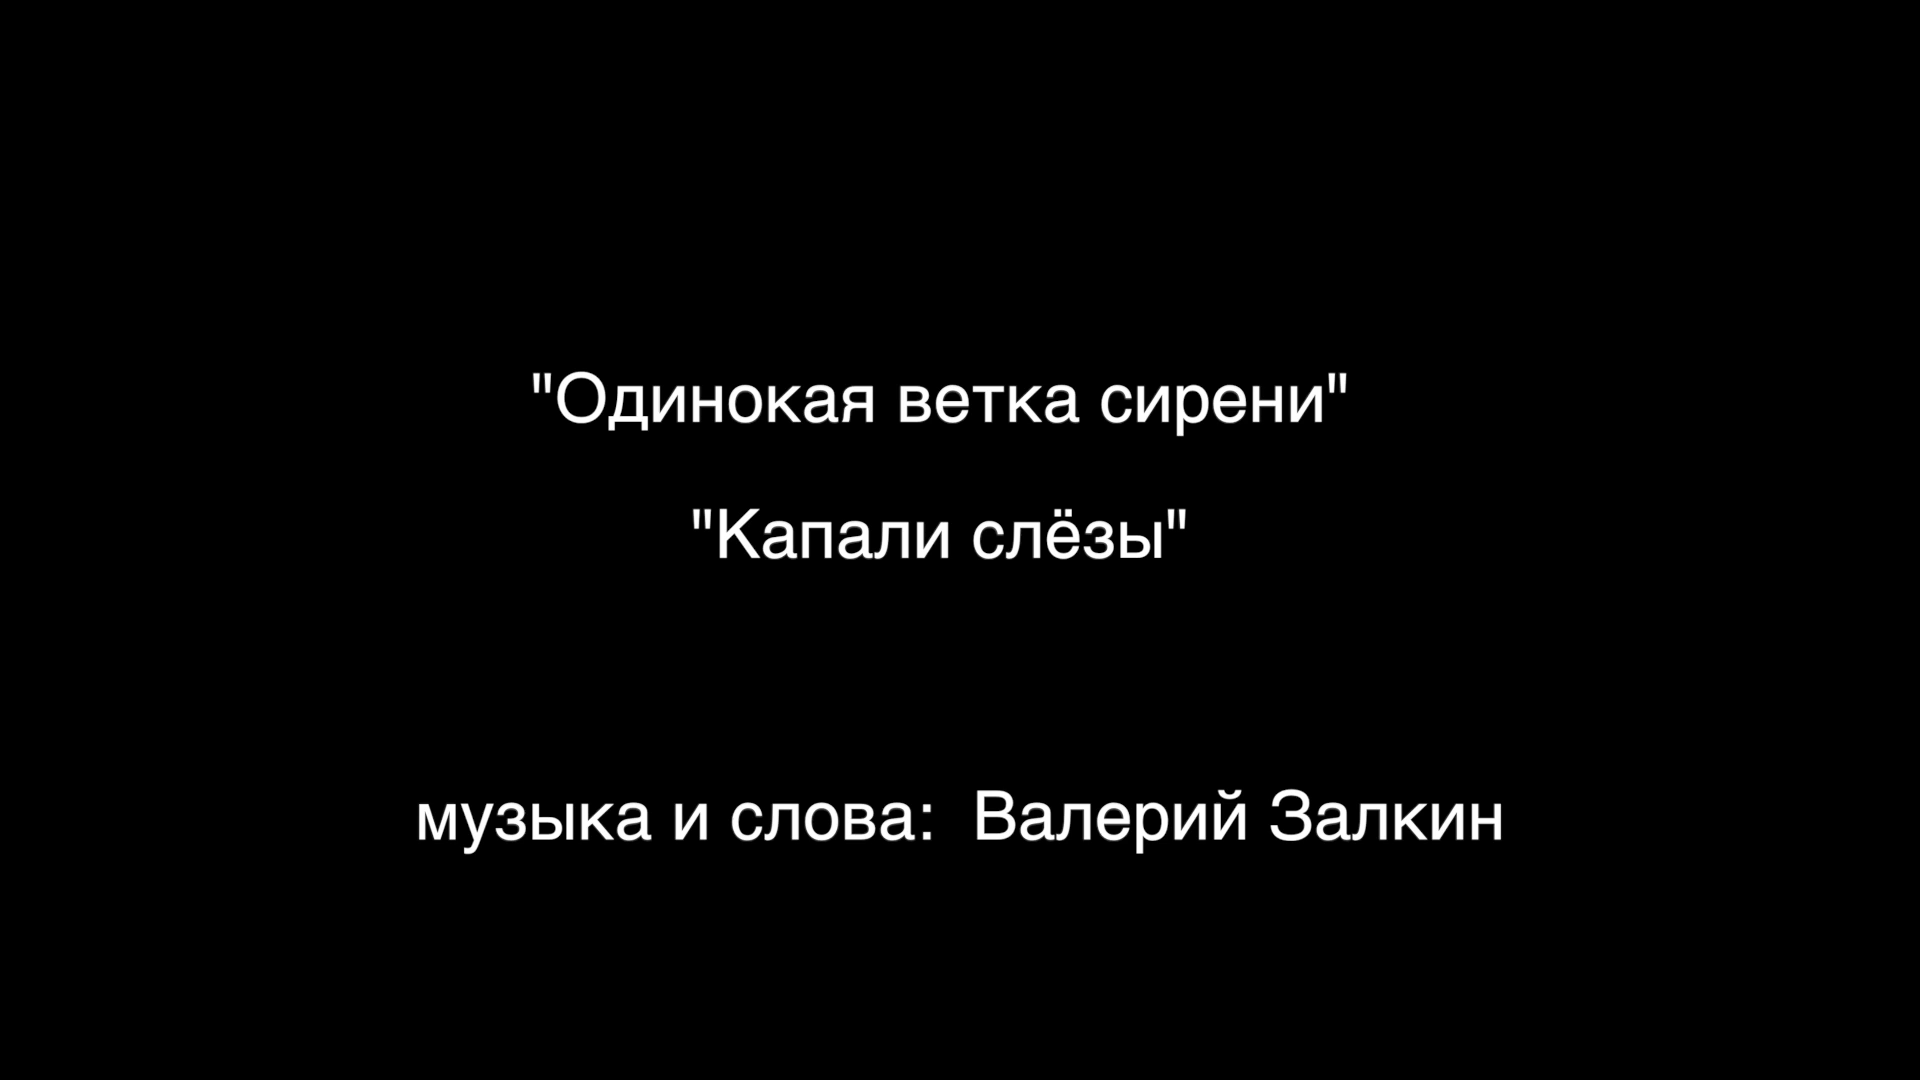 "Одинокая ветка сирени"
"Капали слёзы"
музыка и слова:  Валерий Залкин